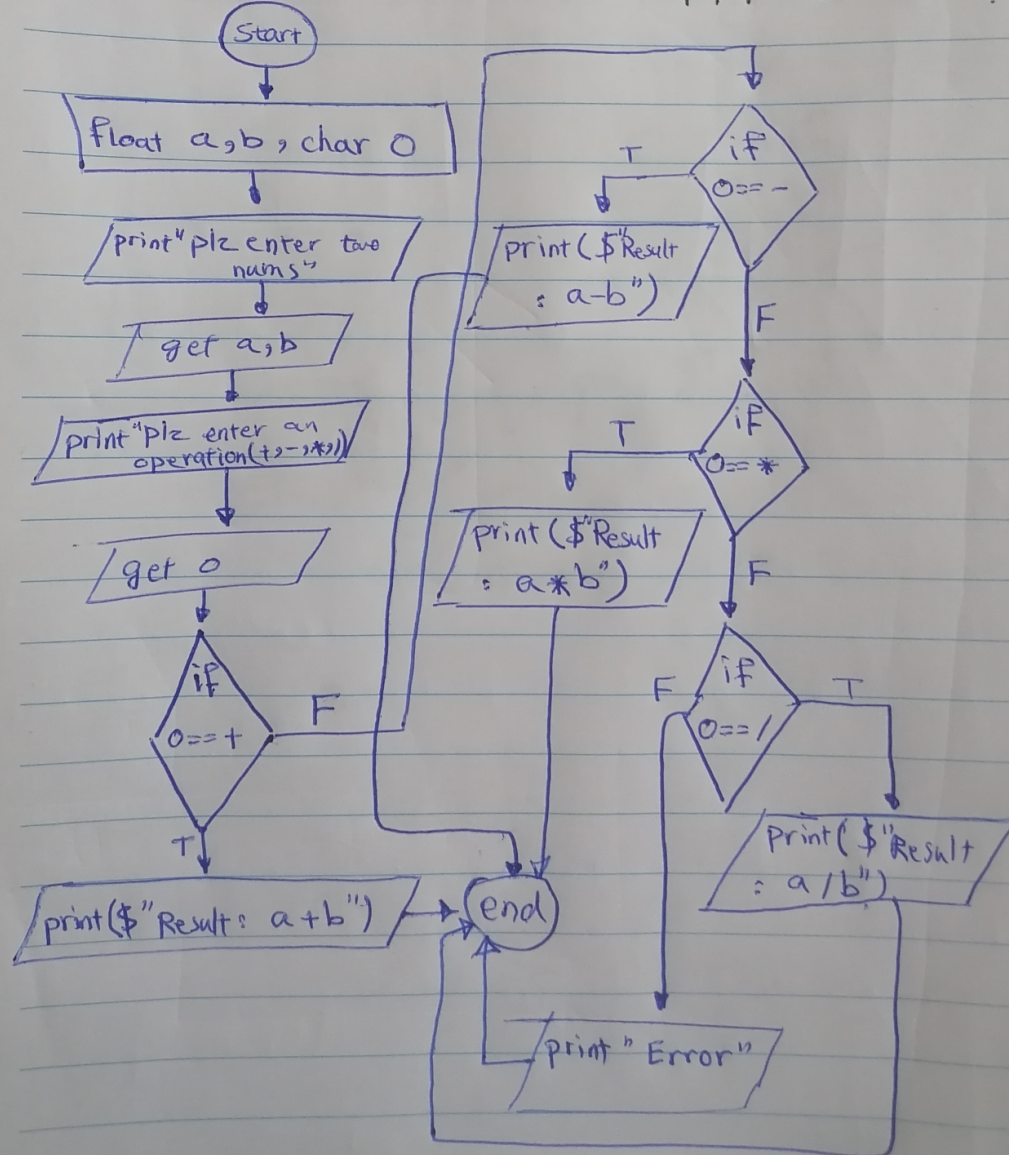 Start
float a,b, char o
print"plz enter two
nums"
get a,b
print"plz enter an
operation(+,-,*,/)
get o
if
o==+
F
T
print($"Result: a+b")
end
if
o==-
T
print($"Result
: a-b")
F
if
o==*
T
print($"Result
: a*b")
F
if
o==/
F
T
print($"Result
: a/b")
print"Error"